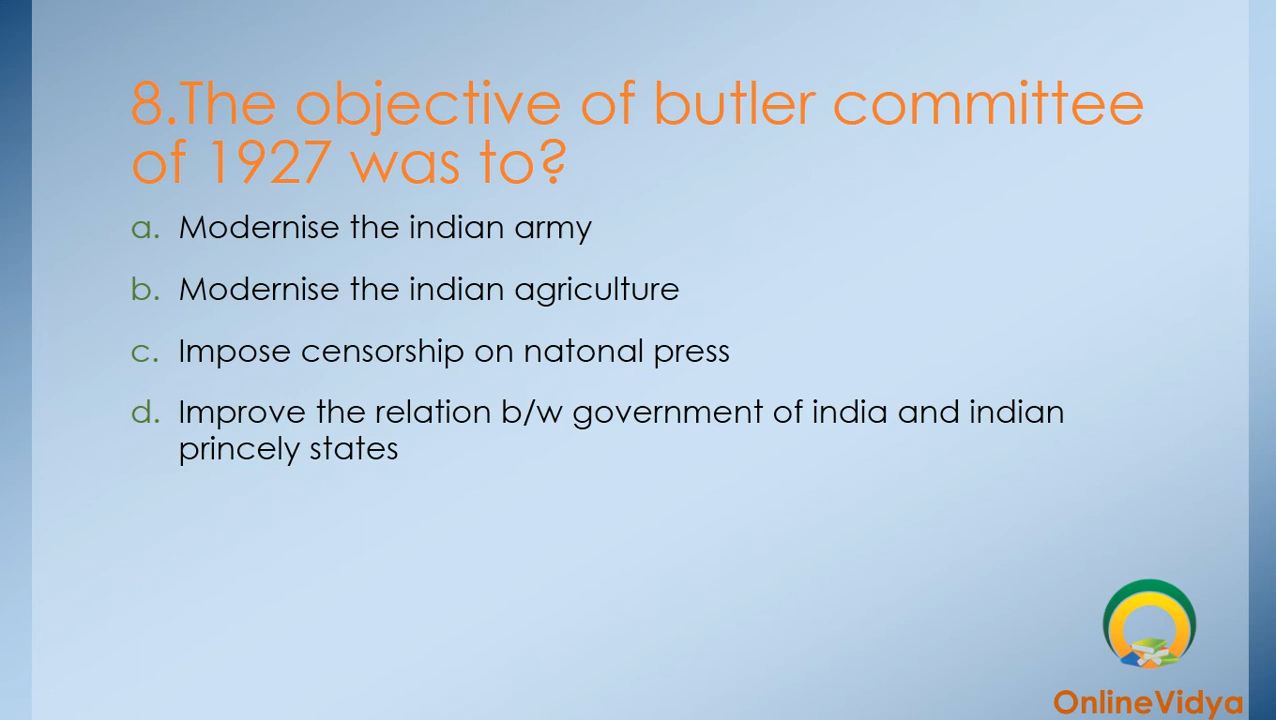 8.The objective of butler committee
of 1927 was to?
a. Modernise the indian army
b. Modernise the indian agriculture
c. Impose censorship on natonal press
d. Improve the relation b/w government of india and indian
princely states
OnlineVidya